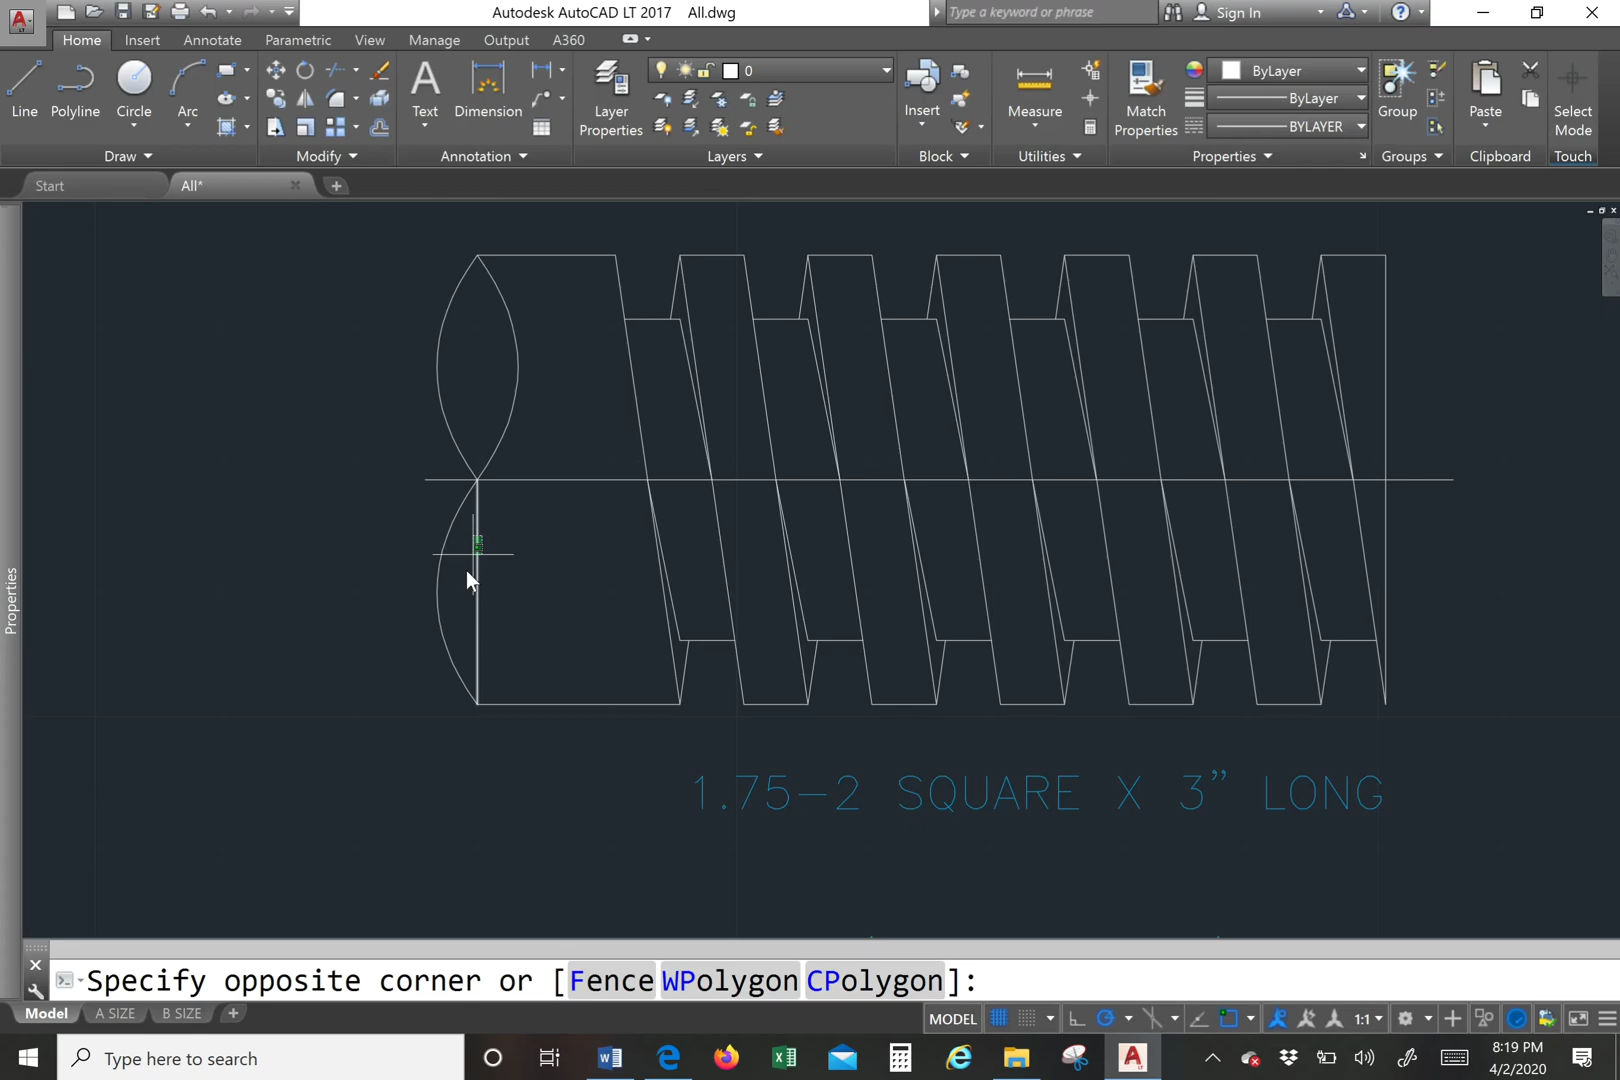 Autodesk AutoCAD LT 2017 All.dwg
Type a keyword or phrase
Sign In
Home Insert Annotate Parametric View Manage Output A360
Line Polyline Circle Arc
Text Dimension
Layer Properties
0
Insert
Measure
Match Properties
ByLayer
ByLayer
BYLAYER
Group
Paste
Select Mode
Draw Modify Annotation Layers Block Utilities Properties Groups Clipboard Touch
Start All*
Properties
1.75-2 SQUARE X 3” LONG
Specify opposite corner or [Fence WPolygon CPolygon]:
Model A SIZE B SIZE
MODEL 1:1
Type here to search
8:19 PM
4/2/2020